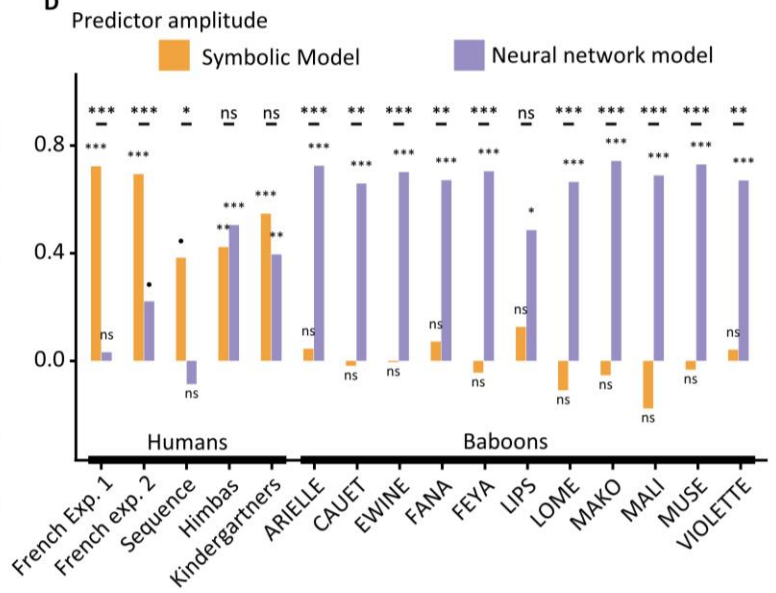 D
Predictor amplitude
Symbolic Model Neural network model
*** *** * ns ns *** ** *** ** *** ns *** *** *** *** **
0.8
*** *** • ** *** *** ** *** *** *** *** *** * *** *** *** *** ***
0.4
ns • ns ns ns ns ns ns ns ns ns ns ns ns ns
0.0
Humans Baboons
French Exp. 1
French exp. 2
Sequence
Himbas
Kindergartners
ARIELLE
CAUET
EWINE
FANA
FEYA
LIPS
LOME
MAKO
MALI
MUSE
VIOLETTE